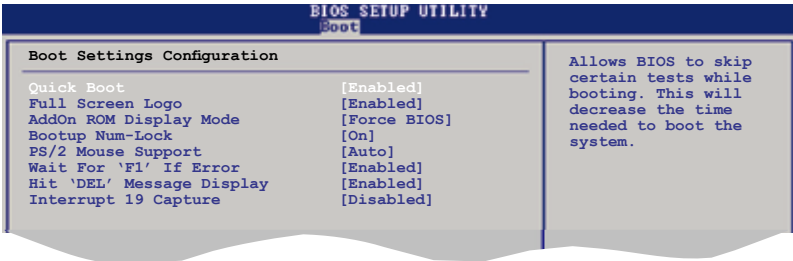 BIOS SETUP UTILITY
Boot
Boot Settings Configuration
Quick Boot [Enabled]
Full Screen Logo [Enabled]
AddOn ROM Display Mode [Force BIOS]
Bootup Num-Lock [On]
PS/2 Mouse Support [Auto]
Wait For ‘F1’ If Error [Enabled]
Hit ‘DEL’ Message Display [Enabled]
Interrupt 19 Capture [Disabled]
Allows BIOS to skip
certain tests while
booting. This will
decrease the time
needed to boot the
system.